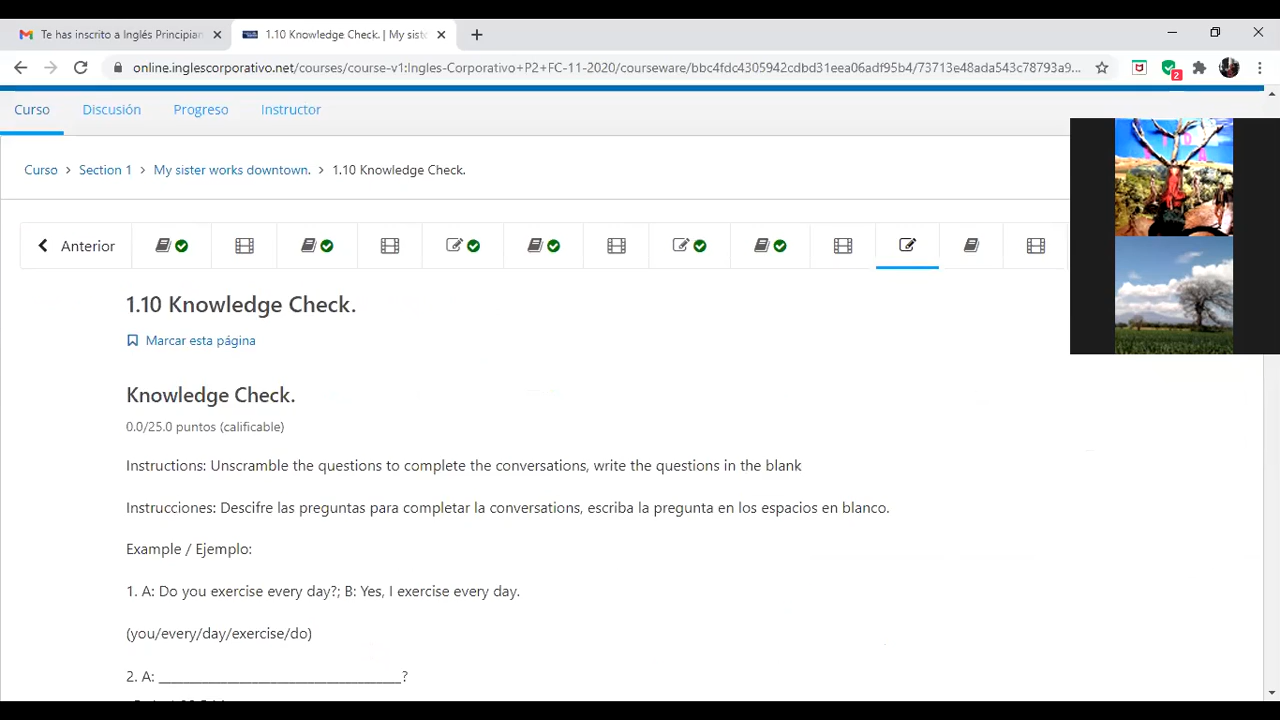 Te has inscrito a Inglés Principian
1.10 Knowledge Check. | My siste
online.inglescorporativo.net/courses/course-v1:Ingles-Corporativo+P2+FC-11-2020/courseware/bbc4fdc4305942cdbd31eea06adf95b4/73713e48ada543c78793a9...
2
Curso Discusión Progreso Instructor
Curso > Section 1 > My sister works downtown. > 1.10 Knowledge Check.
Anterior
1.10 Knowledge Check.
Marcar esta página
Knowledge Check.
0.0/25.0 puntos (calificable)
Instructions: Unscramble the questions to complete the conversations, write the questions in the blank
Instrucciones: Descifre las preguntas para completar la conversations, escriba la pregunta en los espacios en blanco.
Example / Ejemplo:
1. A: Do you exercise every day?; B: Yes, I exercise every day.
(you/every/day/exercise/do)
2. A: ___________________________________?